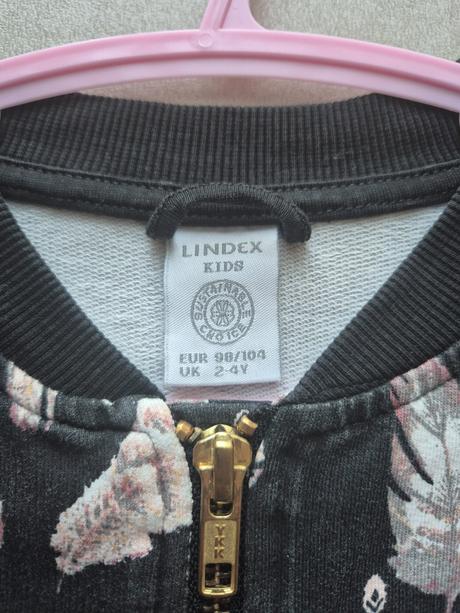 LINDEX
KIDS
SUSTAINABLE
CHOICE
EUR 98/104
UK 2-4Y
YKK